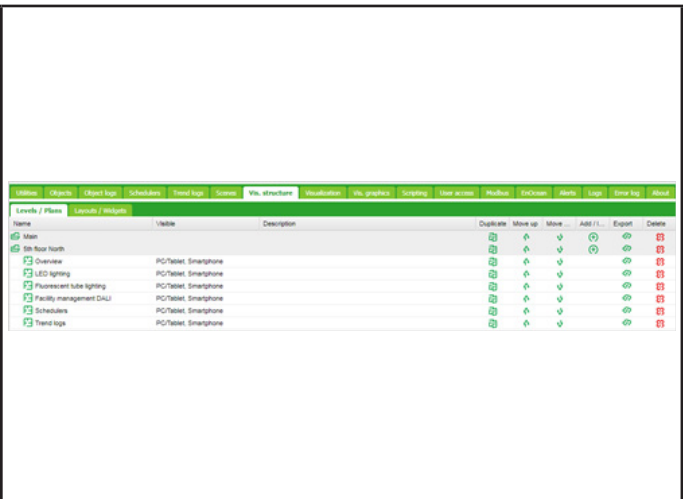 Utilities Objects Object logs Schedulers Trend logs Scenes Vis. structure Visualization Vis. graphics Scripting User access Modbus EnOcean Alerts Logs Error log About
Levels / Plans Layouts / Widgets
Name Visible Description Duplicate Move up Move ... Add / I... Export Delete
Main
5th floor North
Overview PC/Tablet, Smartphone
LED lighting PC/Tablet, Smartphone
Fluorescent tube lighting PC/Tablet, Smartphone
Facility management DALI PC/Tablet, Smartphone
Schedulers PC/Tablet, Smartphone
Trend logs PC/Tablet, Smartphone